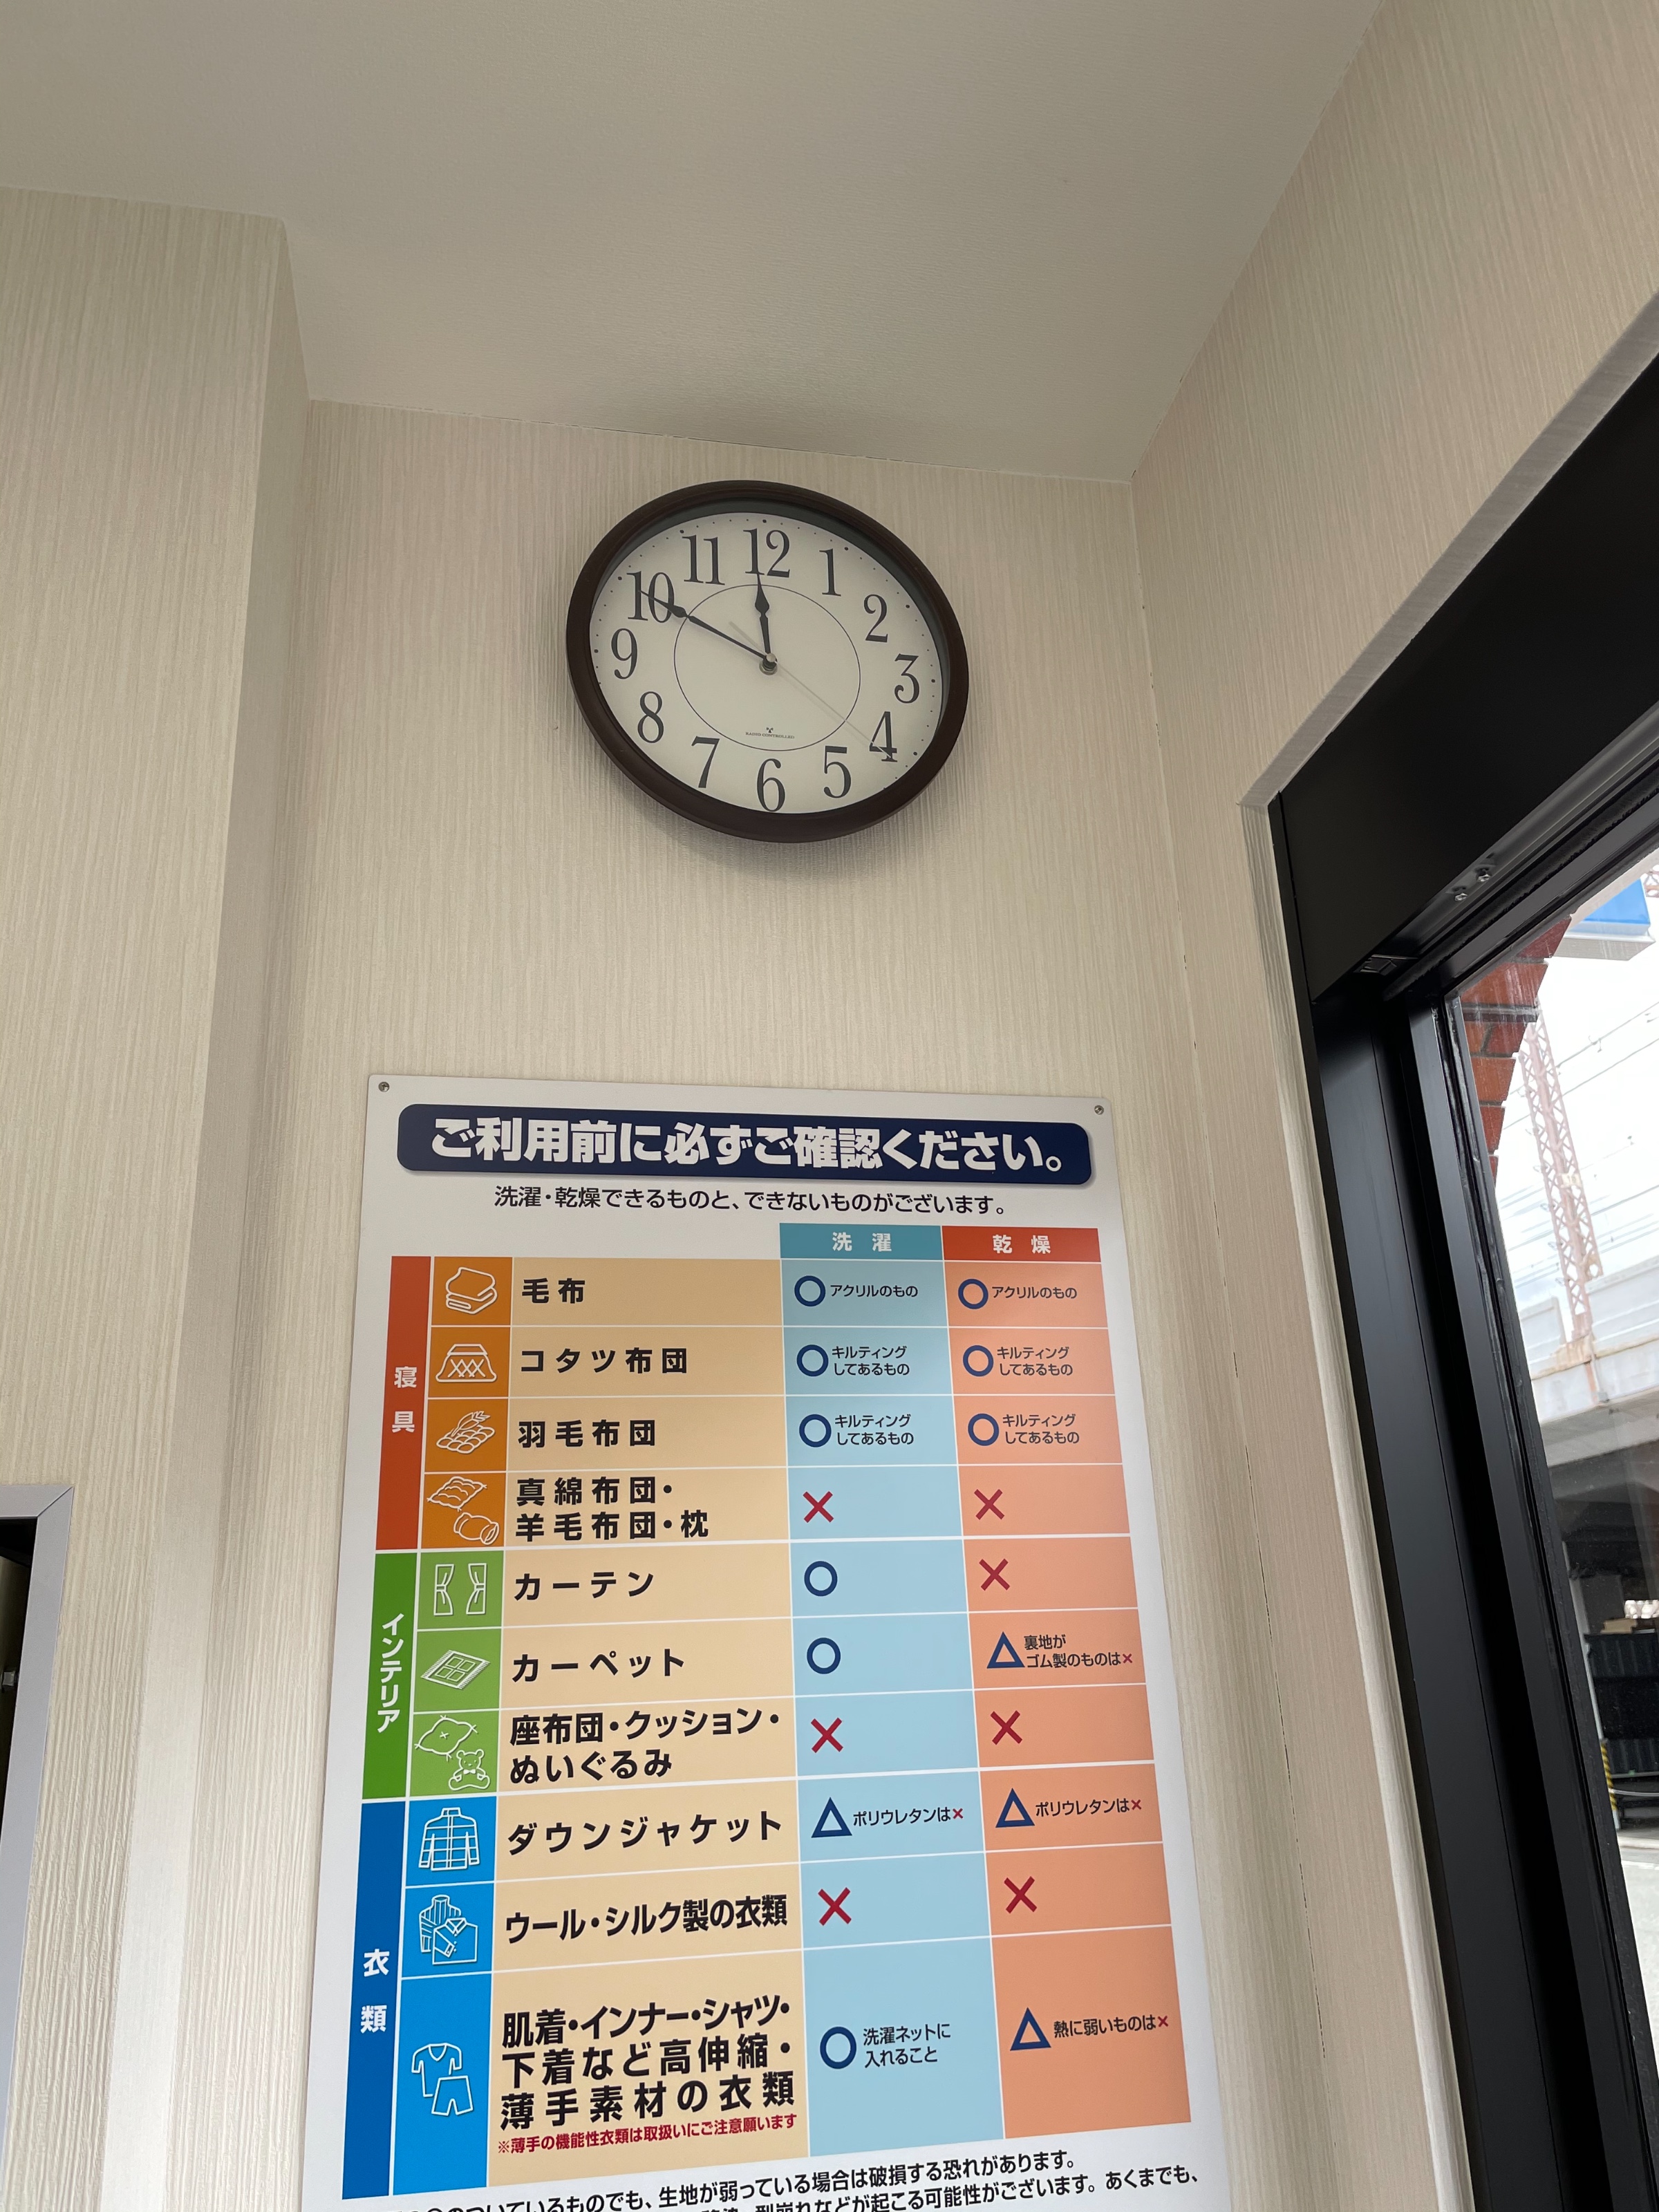 11 12 1
10 2
9 3
8 4
7 6 5
RADIO CONTROLLED
ご利用前に必ずご確認ください。
洗濯・乾燥できるものと、できないものがございます。
洗濯 乾燥
寝具
毛布 ○ アクリルのもの ○ アクリルのもの
コタツ布団 ○ キルティング ○ キルティング
してあるもの してあるもの
羽毛布団 ○ キルティング ○ キルティング
してあるもの してあるもの
真綿布団・
羊毛布団・枕 × ×
インテリア
カーテン ○ ×
カーペット ○ △ 裏地が
ゴム製のものは×
座布団・クッション・
ぬいぐるみ × ×
衣類
ダウンジャケット △ ポリウレタンは× △ ポリウレタンは×
ウール・シルク製の衣類 × ×
肌着・インナー・シャツ・
下着など高伸縮・
薄手素材の衣類
※薄手の機能性衣類は取扱いにご注意願います
○ 洗濯ネットに
入れること
△ 熱に弱いものは×
のついているものでも、生地が弱っている場合は破損する恐れがあります。
型崩れなどが起こる可能性がございます。あくまでも、